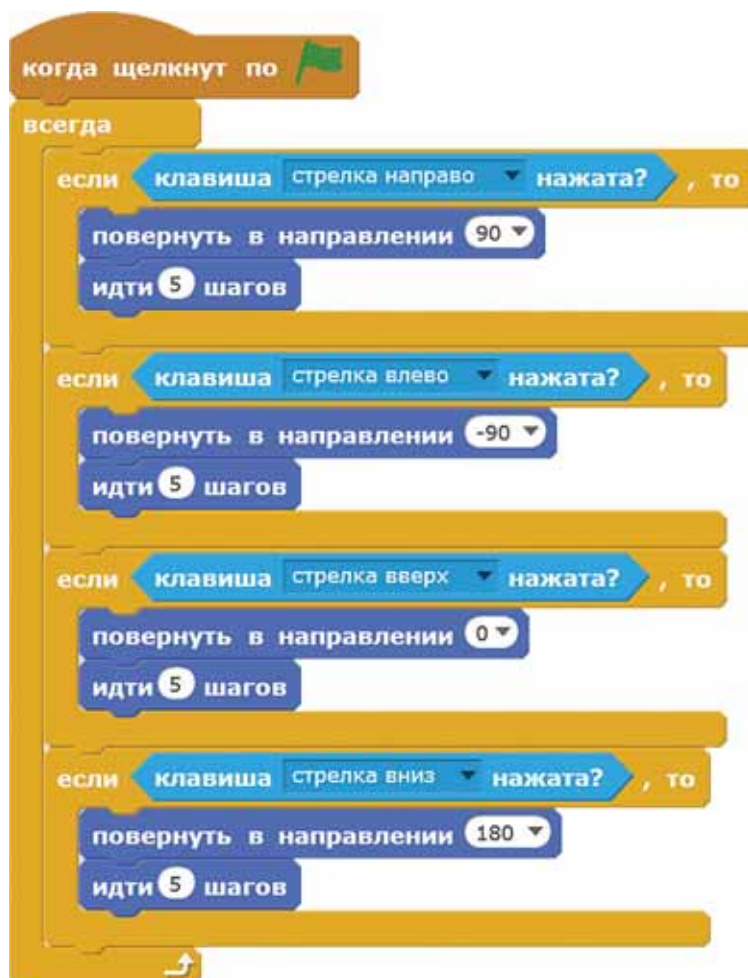 когда щелкнут по
всегда
если клавиша стрелка направо нажата? , то
повернуть в направлении 90
идти 5 шагов
если клавиша стрелка влево нажата? , то
повернуть в направлении -90
идти 5 шагов
если клавиша стрелка вверх нажата? , то
повернуть в направлении 0
идти 5 шагов
если клавиша стрелка вниз нажата? , то
повернуть в направлении 180
идти 5 шагов